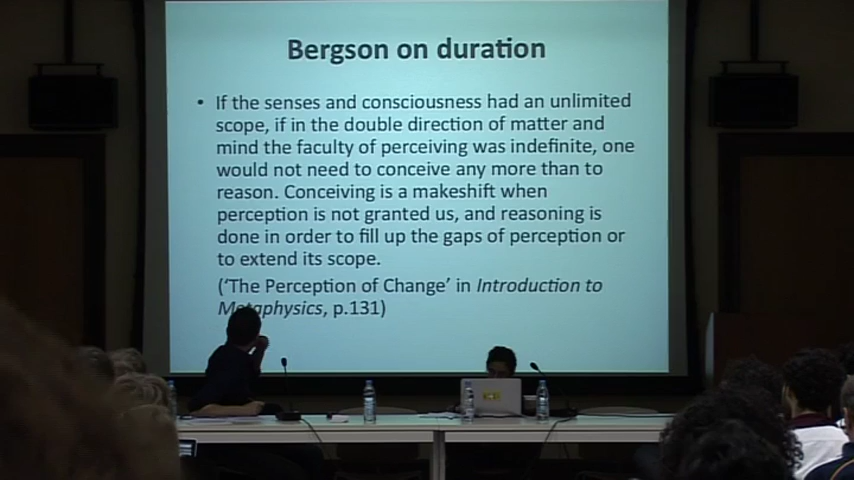 Bergson on duration
• If the senses and consciousness had an unlimited
scope, if in the double direction of matter and
mind the faculty of perceiving was indefinite, one
would not need to conceive any more than to
reason. Conceiving is a makeshift when
perception is not granted us, and reasoning is
done in order to fill up the gaps of perception or
to extend its scope.
('The Perception of Change' in Introduction to
Metaphysics, p.131)